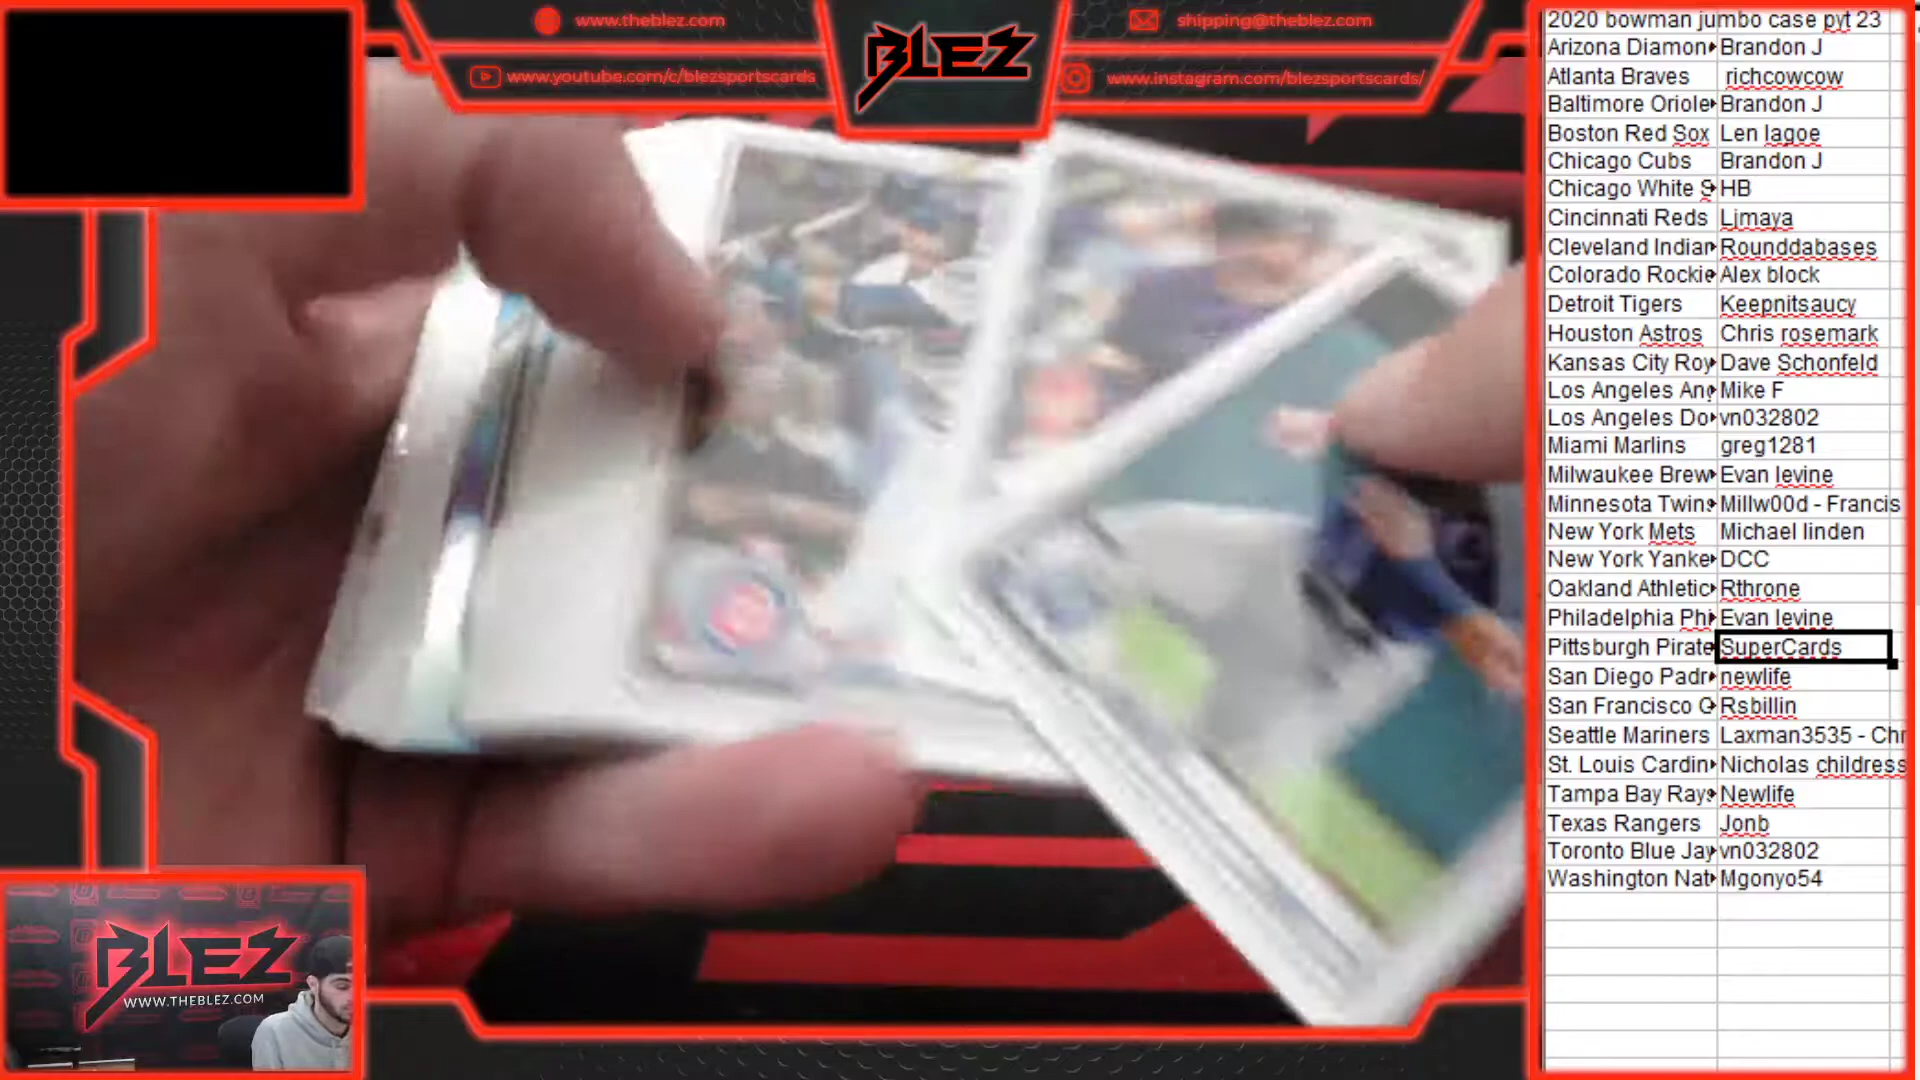 www.theblez.com
shipping@theblez.com
BLEZ
www.youtube.com/c/blezsportscards
www.instagram.com/blezsportscards/
2020 bowman jumbo case pyt 23
Arizona Diamon Brandon J
Atlanta Braves richcowcow
Baltimore Oriole Brandon J
Boston Red Sox Len lagoe
Chicago Cubs Brandon J
Chicago White S HB
Cincinnati Reds Ljmaya
Cleveland Indian Rounddabases
Colorado Rockie Alex block
Detroit Tigers Keepnitsaucy
Houston Astros Chris rosemark
Kansas City Roy Dave Schonfeld
Los Angeles Ang Mike F
Los Angeles Do vn032802
Miami Marlins greg1281
Milwaukee Brew Evan levine
Minnesota Twins Millw00d - Francis
New York Mets Michael linden
New York Yanke DCC
Oakland Athletic Rthrone
Philadelphia Phi Evan levine
Pittsburgh Pirate SuperCards
San Diego Padr newlife
San Francisco G Rsbillin
Seattle Mariners Laxman3535 - Chr
St. Louis Cardin Nicholas childress
Tampa Bay Rays Newlife
Texas Rangers Jonb
Toronto Blue Jay vn032802
Washington Nat Mgonyo54
BLEZ
WWW.THEBLEZ.COM